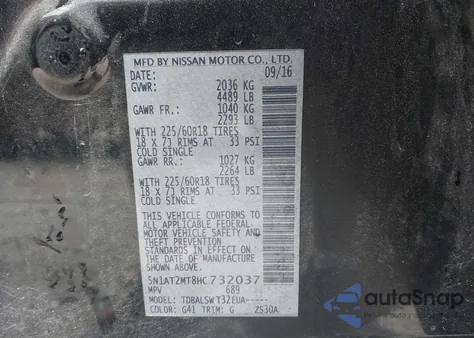 MFD BY NISSAN MOTOR CO., LTD.
DATE: 09/16
GVWR: 2036 KG
4489 LB
GAWR FR: 1040 KG
2293 LB
WITH 225/60R18 TIRES
18 X 7J RIMS AT 33 PSI
COLD SINGLE
GAWR RR: 1027 KG
2264 LB
WITH 225/60R18 TIRES
18 X 7J RIMS AT 33 PSI
COLD SINGLE
THIS VEHICLE CONFORMS TO
ALL APPLICABLE FEDERAL
MOTOR VEHICLE SAFETY AND
AND THEFT PREVENTION
STANDARDS IN EFFECT ON
THE DATE OF MANUFACTURE
SHOWN ABOVE.
5N1AT2MT8HC732037
MPV 689
MODEL: TDBALSWT32EUA-----
COLOR: G41 TRIM: G 2530A
autoSnap